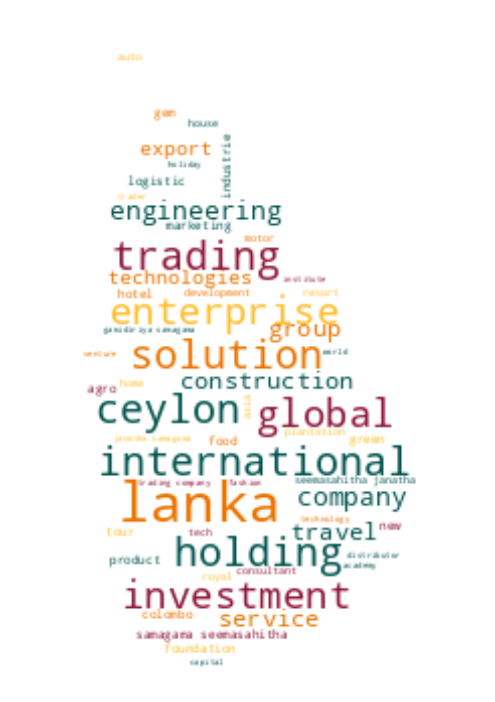 auto
gem
house
industrie
export
holiday
logistic
trader
engineering
marketing
motor
trading
technologies
institute
hotel development resort
enterprise
group
gamidiriya samagama
solution
world
venture
construction
agro home
ceylon
asia
global
plantation
janatha samagama food green
international
seemasahitha janatha
trading company fashion
lanka
company
technology
travel new
tour tech
holding
distributor
product
academy
consultant
royal
investment
colombo service
samagama seemasahitha
foundation
capital